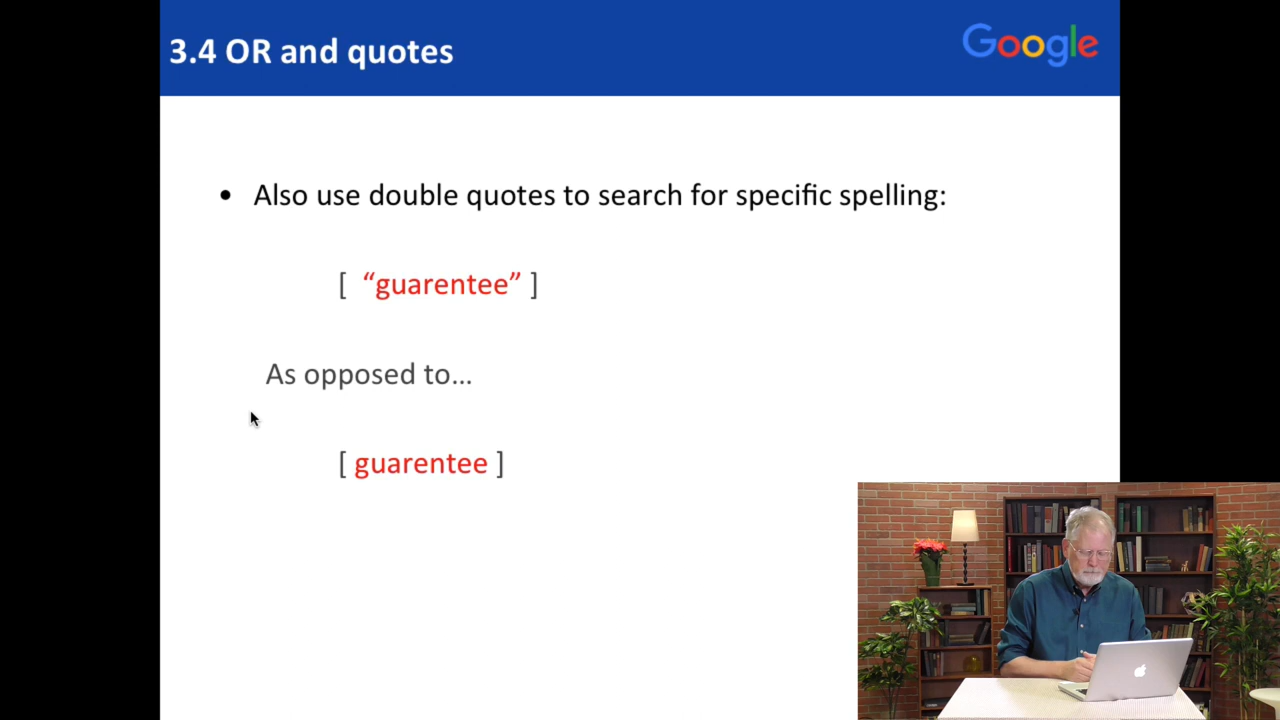 3.4 OR and quotes
Google
• Also use double quotes to search for specific spelling:
[ “guarentee” ]
As opposed to...
[ guarentee ]